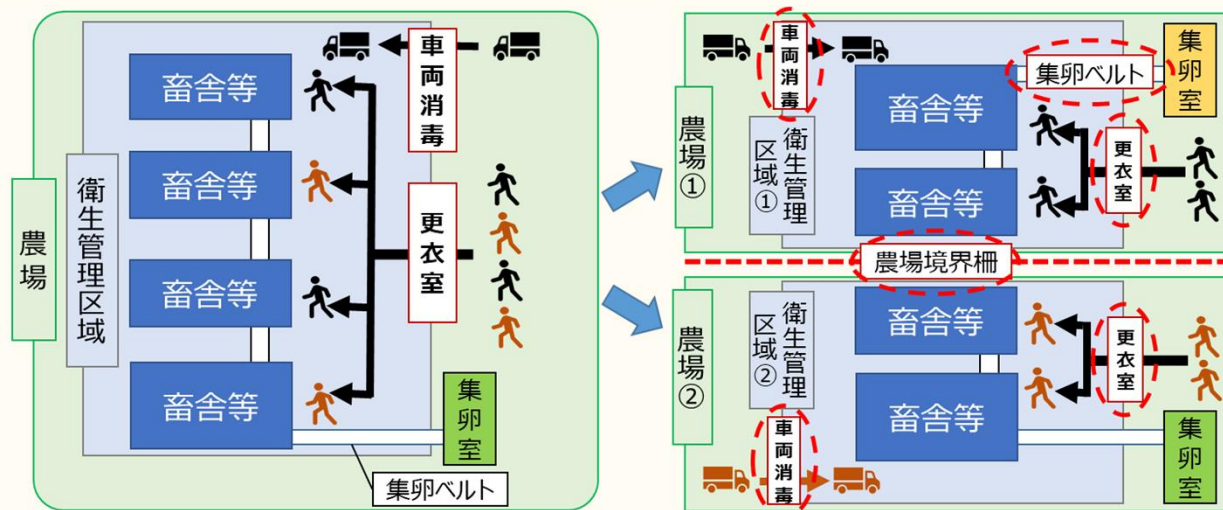 農場
衛生管理区域
畜舎等
畜舎等
畜舎等
畜舎等
車両消毒
更衣室
集卵室
集卵ベルト
農場①
衛生管理
区域①
車両消毒
畜舎等
畜舎等
集卵ベルト
集卵室
更衣室
農場境界柵
農場②
衛生管理
区域②
車両消毒
畜舎等
畜舎等
更衣室
集卵室